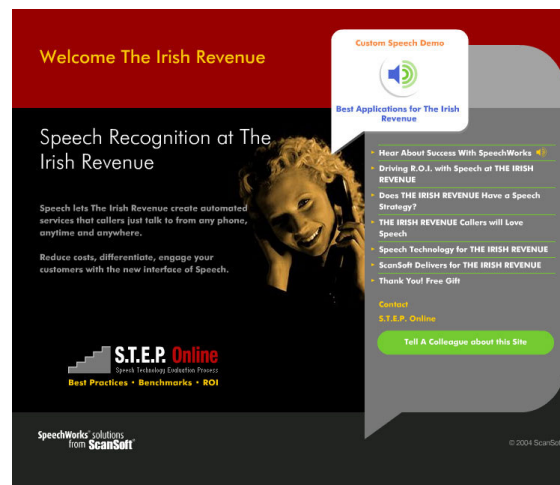 Welcome The Irish Revenue
Custom Speech Demo
Best Applications for The Irish
Revenue
Speech Recognition at The
Irish Revenue
Speech lets The Irish Revenue create automated
services that callers just talk to from any phone,
anytime and anywhere.
Reduce costs, differentiate, engage your
customers with the new interface of Speech.
Hear About Success With SpeechWorks
Driving R.O.I. with Speech at THE IRISH
REVENUE
Does THE IRISH REVENUE Have a Speech
Strategy?
THE IRISH REVENUE Callers will Love
Speech
Speech Technology for THE IRISH REVENUE
ScanSoft Delivers for THE IRISH REVENUE
Thank You! Free Gift
Contact
S.T.E.P. Online
Tell A Colleague about this Site
S.T.E.P. Online
Speech Technology Evaluation Process
Best Practices • Benchmarks • ROI
SpeechWorks® solutions
from ScanSoft®
© 2004 ScanSoft